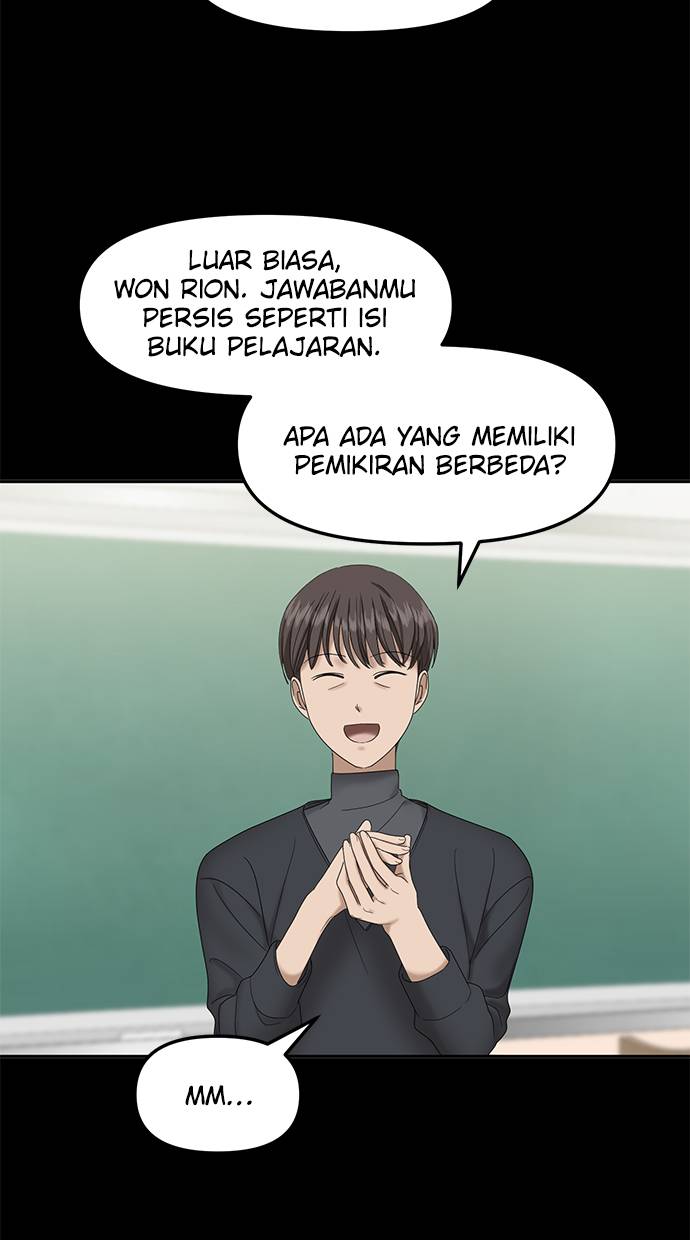 LUAR BIASA,
WON RION. JAWABANMU
PERSIS SEPERTI ISI
BUKU PELAJARAN.
APA ADA YANG MEMILIKI
PEMIKIRAN BERBEDA?
MM...